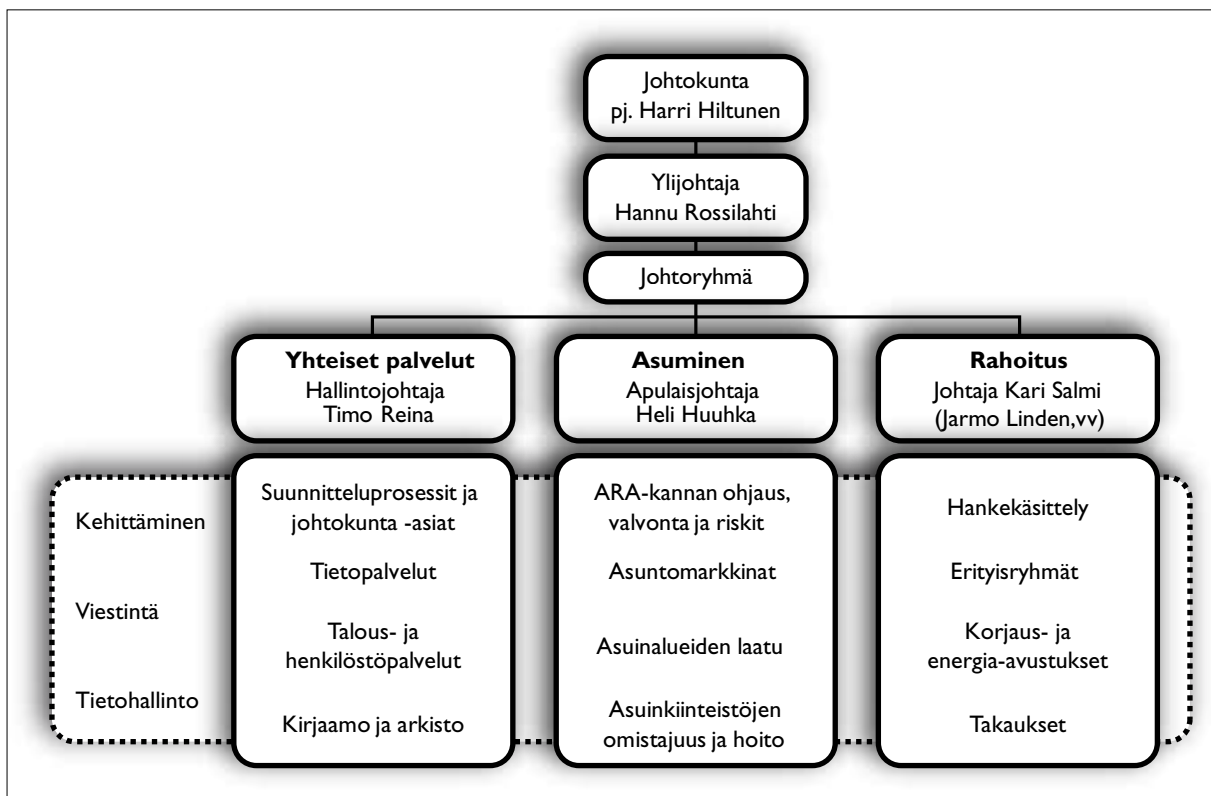 Johtokunta
pj. Harri Hiltunen
Ylijohtaja
Hannu Rossilahti
Johtoryhmä
Yhteiset palvelut
Hallintojohtaja
Timo Reina
Asuminen
Apulaisjohtaja
Heli Huuhka
Rahoitus
Johtaja Kari Salmi
(Jarmo Linden,vv)
Kehittäminen
Viestintä
Tietohallinto
Suunnitteluprosessit ja
johtokunta -asiat
Tietopalvelut
Talous- ja
henkilöstöpalvelut
Kirjaamo ja arkisto
ARA-kannan ohjaus,
valvonta ja riskit
Asuntomarkkinat
Asuinalueiden laatu
Asuinkiinteistöjen
omistajuus ja hoito
Hankekäsittely
Erityisryhmät
Korjaus- ja
energia-avustukset
Takaukset